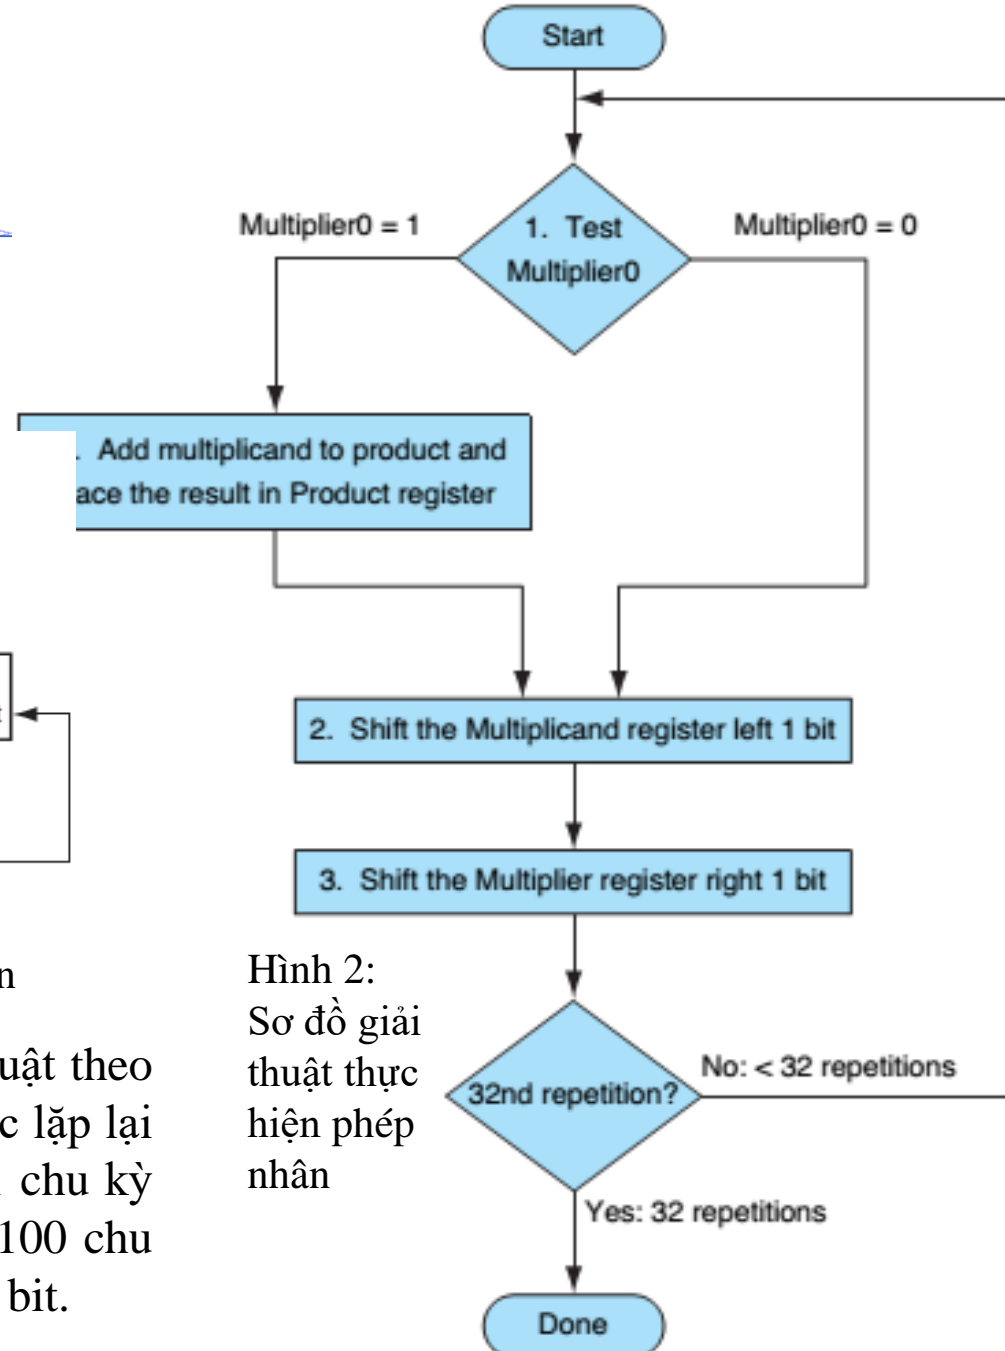 Start
Multiplier0 = 1
1. Test
Multiplier0
Multiplier0 = 0
. Add multiplicand to product and
ace the result in Product register
2. Shift the Multiplicand register left 1 bit
3. Shift the Multiplier register right 1 bit
n
Hình 2:
Sơ đồ giải
thuật thực
hiện phép
nhân
uật theo
c lặp lại
chu kỳ
100 chu
bit.
32nd repetition?
No: < 32 repetitions
Yes: 32 repetitions
Done